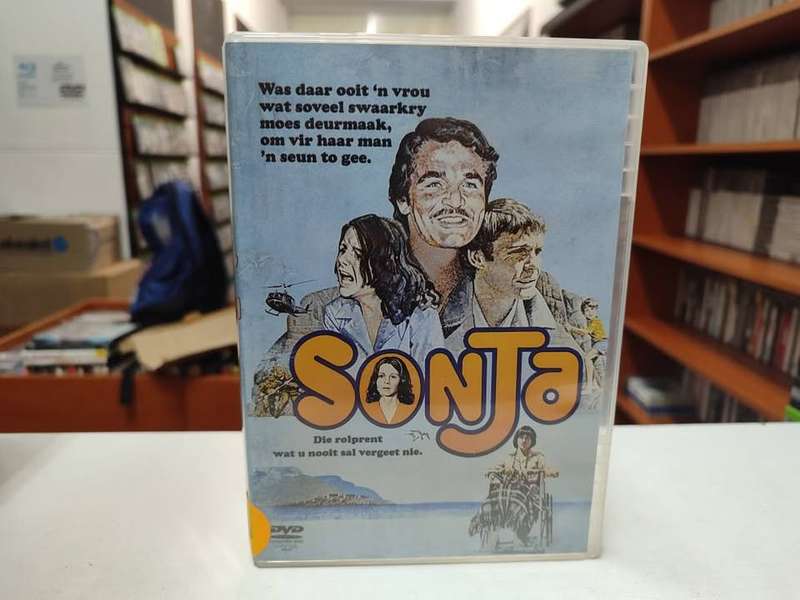 Was daar ooit 'n vrou
wat soveel swaarkry
moes deurmaak,
om vir haar man
'n seun to gee.
SONJA
Die rolprent
wat u nooit sal vergeet nie.
DVD